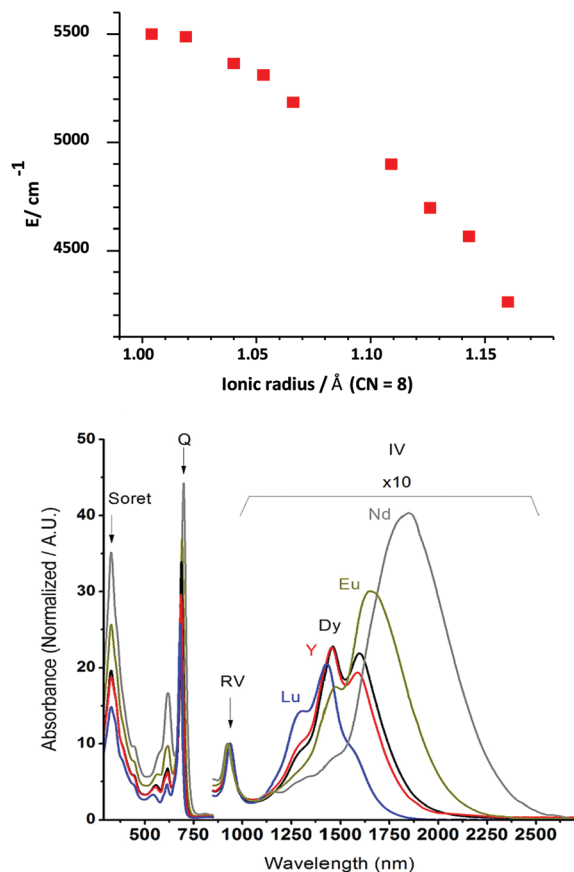 5500
5000
4500
E/ cm -1
1.00 1.05 1.10 1.15
Ionic radius / Å (CN = 8)
50
40
30
20
10
0
Absorbance (Normalized / A.U.)
Q
Soret
IV
x10
Nd
Eu
Dy
Y
Lu
RV
500 750 1000 1250 1500 1750 2000 2250 2500
Wavelength (nm)